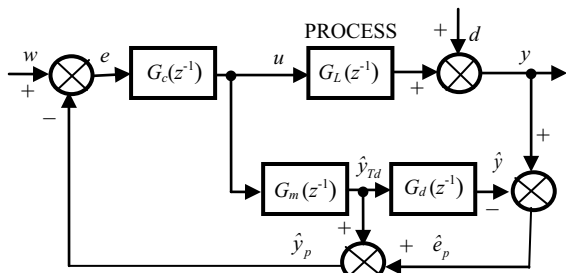 PROCESS
+ d
w e G_c(z⁻¹) u G_L(z⁻¹) y
+ +
− +
G_m(z⁻¹) ŷ_Td G_d(z⁻¹) ŷ
−
+
ŷ_p + ê_p